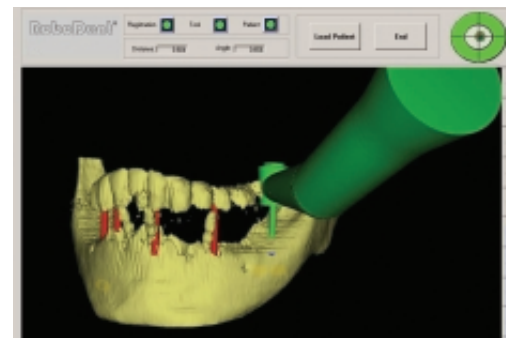 RoboDent
Registration Tool Patient
Distance Angle
Load Patient End